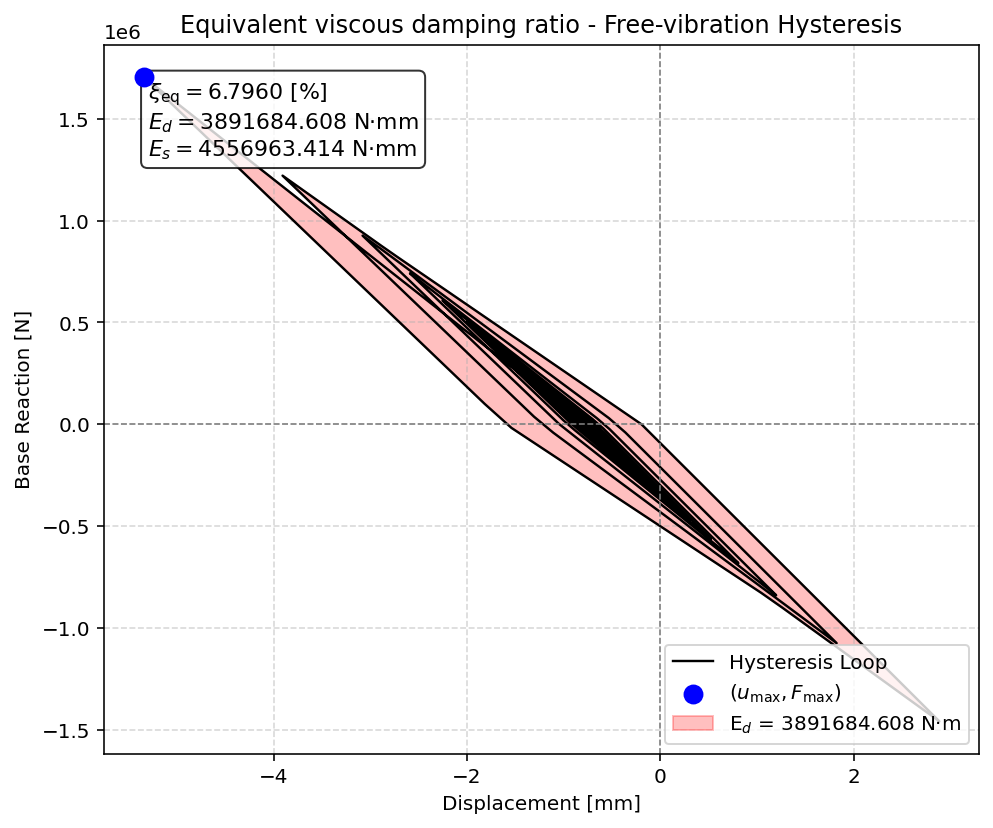 Equivalent viscous damping ratio - Free-vibration Hysteresis
1e6
ξeq = 6.7960 [%]
Ed = 3891684.608 N·mm
Es = 4556963.414 N·mm
1.5
1.0
0.5
0.0
−0.5
−1.0
−1.5
Base Reaction [N]
Hysteresis Loop
(umax, Fmax)
Ed = 3891684.608 N·m
−4
−2
0
2
Displacement [mm]